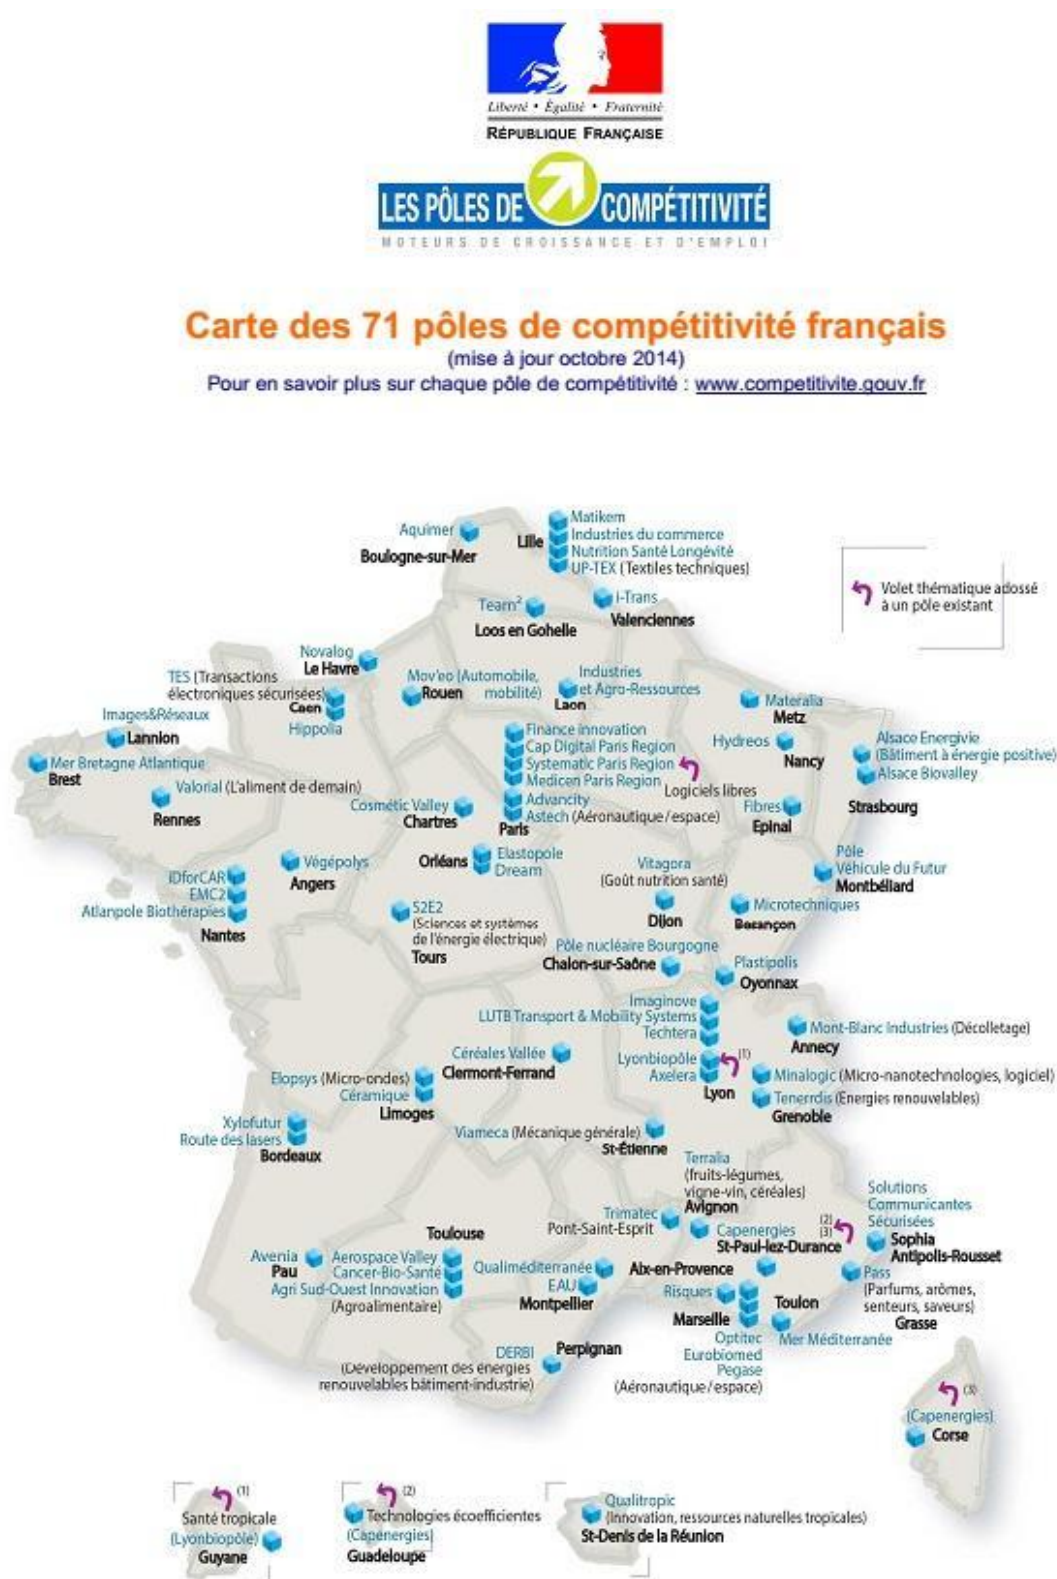 Liberté • Égalité • Fraternité
RÉPUBLIQUE FRANÇAISE
LES PÔLES DE COMPÉTITIVITÉ
MOTEURS DE CROISSANCE ET D'EMPLOI
Carte des 71 pôles de compétitivité français
(mise à jour octobre 2014)
Pour en savoir plus sur chaque pôle de compétitivité : www.competitivite.gouv.fr
Volet thématique adossé
à un pôle existant
Aquimer
Boulogne-sur-Mer
Lille
Matikem
Industries du commerce
Nutrition Santé Longévité
UP-TEX (Textiles techniques)
Team²
Loos en Gohelle
i-Trans
Valenciennes
Novalog
Le Havre
TES (Transactions
électroniques sécurisées)
Caen
Hippolia
Mov'eo (Automobile,
mobilité)
Rouen
Industries
et Agro-Ressources
Laon
Materalia
Metz
Images&Réseaux
Lannion
Mer Bretagne Atlantique
Brest
Valorial (L'aliment de demain)
Rennes
Finance Innovation
Cap Digital Paris Region
Systematic Paris Region
Medicen Paris Region
Logiciels libres
Advancity
Astech (Aéronautique/espace)
Paris
Cosmétic Valley
Chartres
Hydreos
Nancy
Alsace Energivie
(Bâtiment à énergie positive)
Alsace Biovalley
Strasbourg
Fibres
Epinal
Orléans
Elastopole
Dream
Végépolys
Angers
iDforCAR
EMC2
Atlanpole Biothérapies
Nantes
Vitagora
(Goût nutrition santé)
Dijon
Pôle
Véhicule du Futur
Montbéliard
Microtechniques
Besançon
S2E2
(Sciences et systèmes
de l'énergie électrique)
Tours
Pôle nucléaire Bourgogne
Chalon-sur-Saône
Plastipolis
Oyonnax
Imaginove
LUTB Transport & Mobility Systems
Techtera
Lyonbiopôle
(1)
Axelera
Lyon
Mont-Blanc Industries (Décolletage)
Annecy
Minalogic (Micro-nanotechnologies, logiciel)
Tenerrdis (Energies renouvelables)
Grenoble
Céréales Vallée
Clermont-Ferrand
Elopsys (Micro-ondes)
Céramique
Limoges
Xylofutur
Route des lasers
Bordeaux
Viameca (Mécanique générale)
St-Étienne
Terralia
(fruits-légumes,
vigne-vin, céréales)
Avignon
Trimatec
Pont-Saint-Esprit
Capenergies
(2)
(3)
St-Paul-lez-Durance
Solutions
Communicantes
Sécurisées
Sophia
Antipolis-Rousset
Toulouse
Aerospace Valley
Cancer-Bio-Santé
Agri Sud-Ouest Innovation
(Agroalimentaire)
Avenia
Pau
Qualiméditerranée
EAU
Montpellier
Aix-en-Provence
Risques
Marseille
Optitec
Eurobiomed
Pegase
(Aéronautique/espace)
Toulon
Mer Méditerranée
Pass
(Parfums, arômes,
senteurs, saveurs)
Grasse
DERBI
Perpignan
(Développement des énergies
renouvelables bâtiment-industrie)
(3)
(Capenergies)
Corse
(1)
Santé tropicale
(Lyonbiopôle)
Guyane
(2)
Technologies écoefficientes
(Capenergies)
Guadeloupe
Qualitropic
(Innovation, ressources naturelles tropicales)
St-Denis de la Réunion